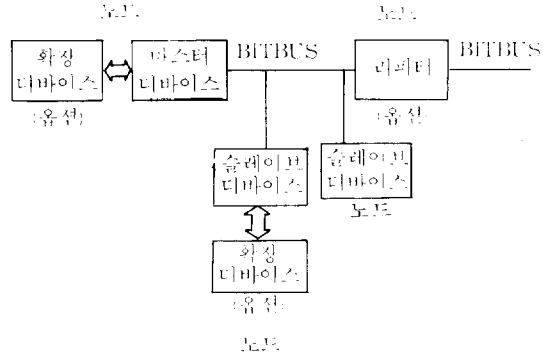 노드
노드
확장
디바이스
마스터
디바이스
BITBUS
리피터
BITBUS
(옵션)
(옵션)
슬레이브
디바이스
슬레이브
디바이스
노드
확장
디바이스
(옵션)
노드